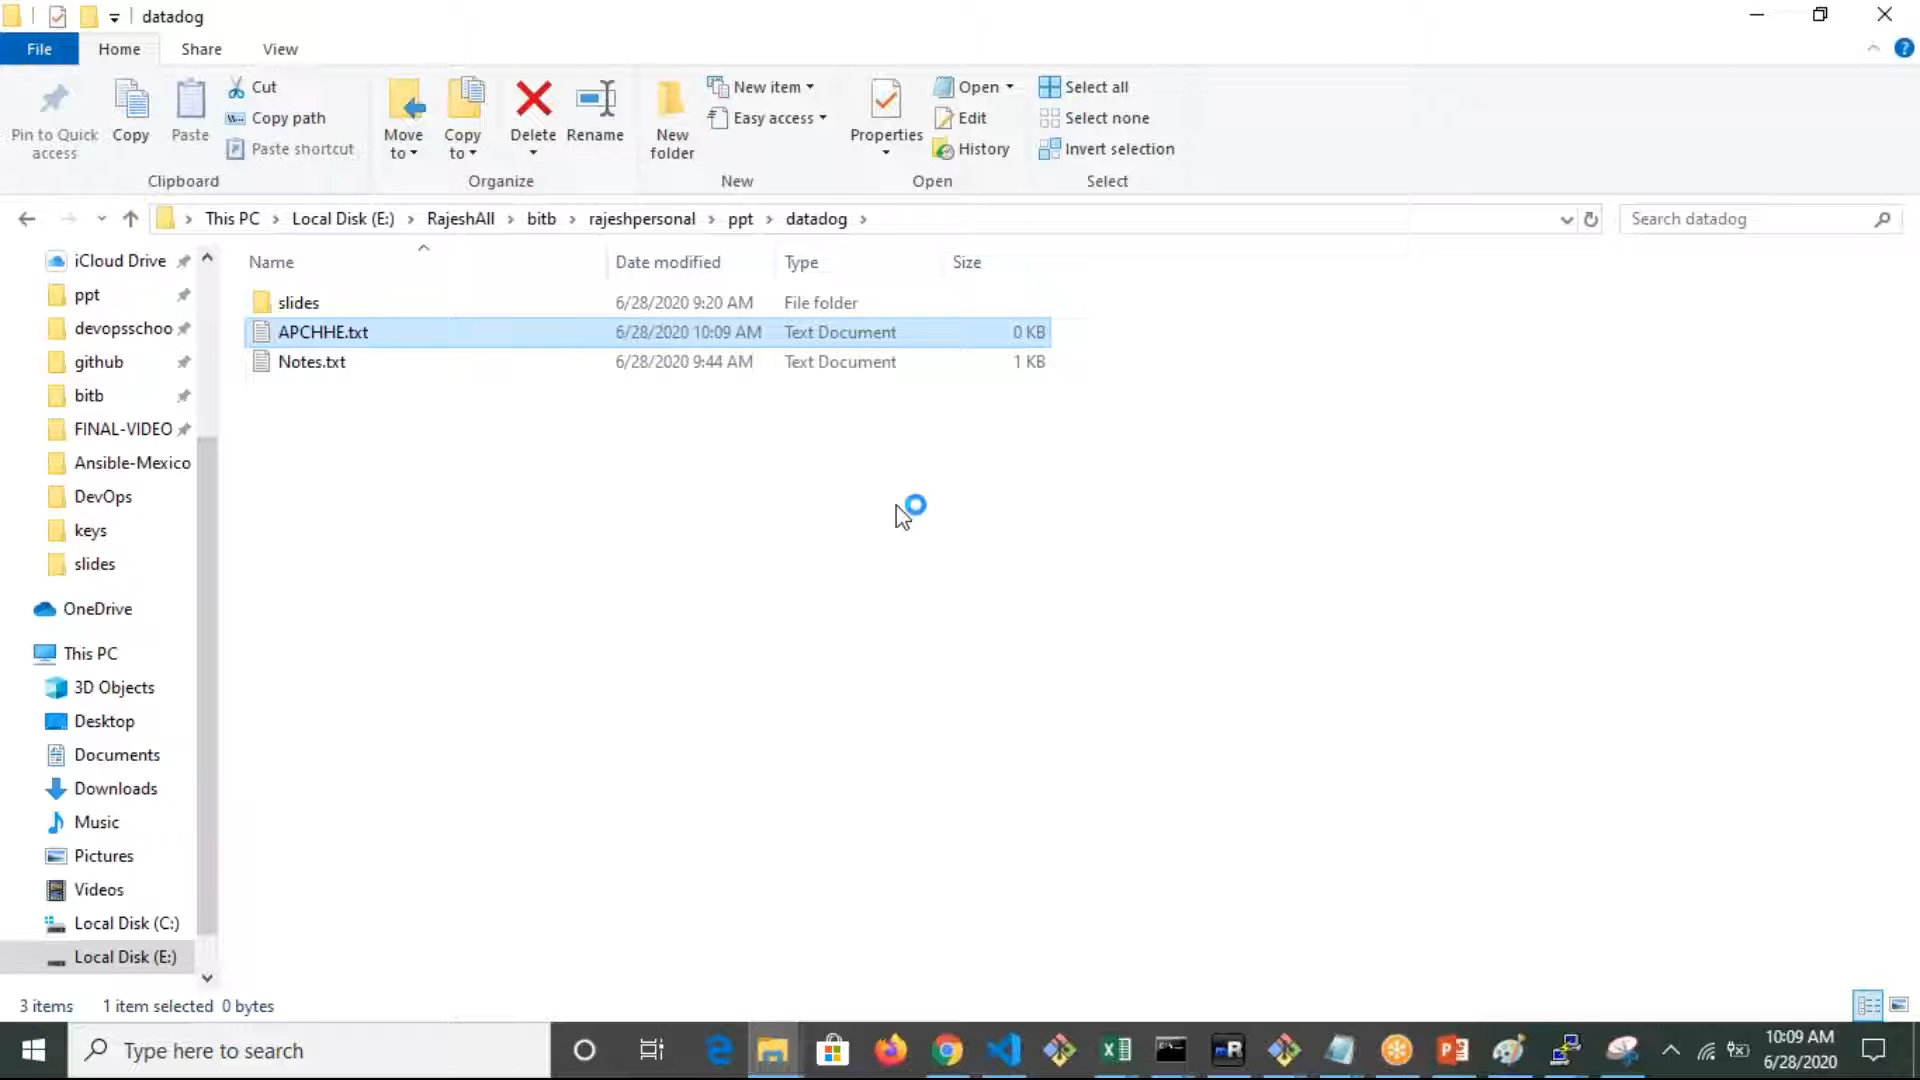 datadog
File
Home
Share
View
Pin to Quick access
Copy
Paste
Cut
Copy path
Paste shortcut
Clipboard
Move to
Copy to
Delete
Rename
Organize
New folder
New item
Easy access
New
Properties
Open
Edit
History
Open
Select all
Select none
Invert selection
Select
This PC > Local Disk (E:) > RajeshAll > bitb > rajeshpersonal > ppt > datadog >
Search datadog
iCloud Drive
ppt
devopsschoo
github
bitb
FINAL-VIDEO
Ansible-Mexico
DevOps
keys
slides
OneDrive
This PC
3D Objects
Desktop
Documents
Downloads
Music
Pictures
Videos
Local Disk (C:)
Local Disk (E:)
Name Date modified Type Size
slides 6/28/2020 9:20 AM File folder
APCHHE.txt 6/28/2020 10:09 AM Text Document 0 KB
Notes.txt 6/28/2020 9:44 AM Text Document 1 KB
3 items 1 item selected 0 bytes
Type here to search
10:09 AM
6/28/2020